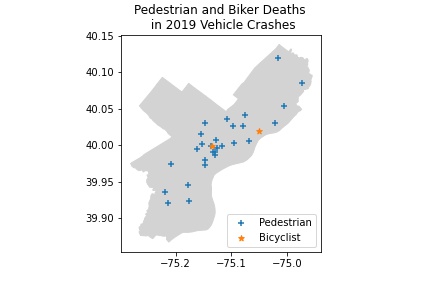 Pedestrian and Biker Deaths
in 2019 Vehicle Crashes
40.15
40.10
40.05
40.00
39.95
39.90
Pedestrian
Bicyclist
−75.2 −75.1 −75.0